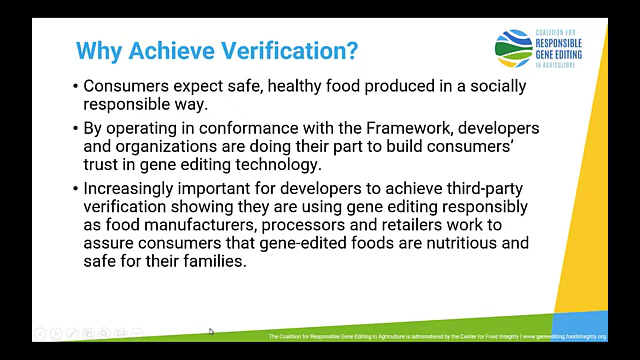 Why Achieve Verification?
COALITION FOR
RESPONSIBLE
GENE EDITING
IN AGRICULTURE
• Consumers expect safe, healthy food produced in a socially
responsible way.
• By operating in conformance with the Framework, developers
and organizations are doing their part to build consumers’
trust in gene editing technology.
• Increasingly important for developers to achieve third-party
verification showing they are using gene editing responsibly
as food manufacturers, processors and retailers work to
assure consumers that gene-edited foods are nutritious and
safe for their families.
The Coalition for Responsible Gene Editing in Agriculture is administered by the Center for Food Integrity | www.geneediting.foodintegrity.org